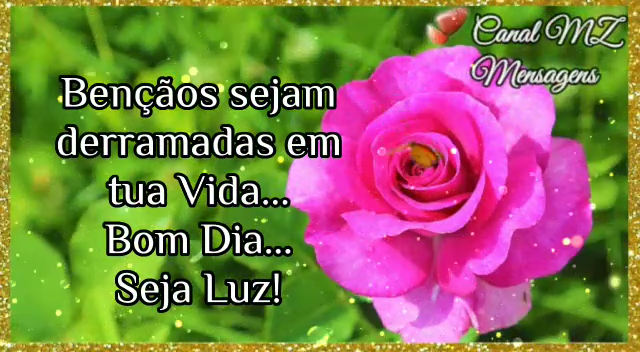 Canal MZ
Mensagens
Bençãos sejam
derramadas em
tua Vida...
Bom Dia...
Seja Luz!